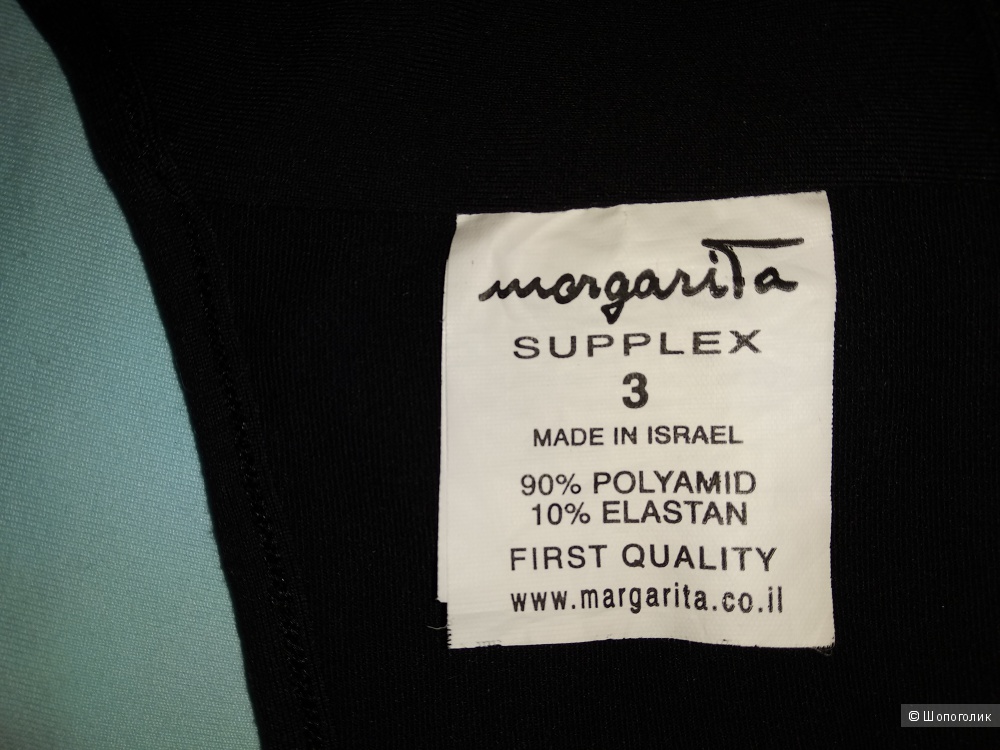 margarita
SUPPLEX
3
MADE IN ISRAEL
90% POLYAMID
10% ELASTAN
FIRST QUALITY
www.margarita.co.il
© Шопоголик